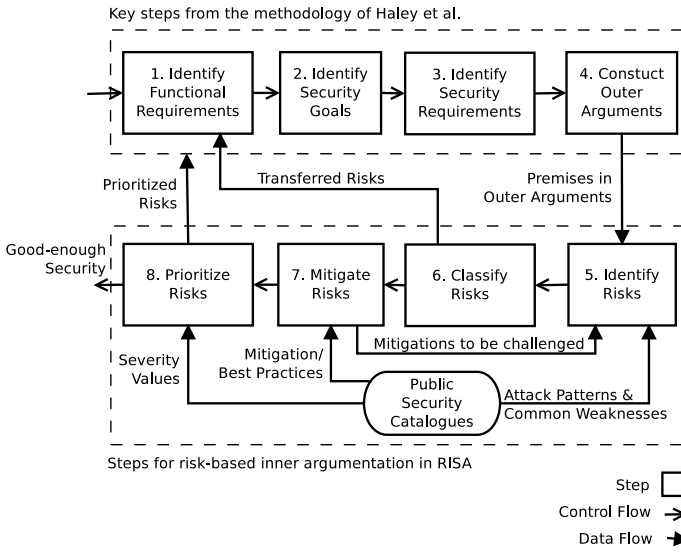 Key steps from the methodology of Haley et al.
1. Identify
Functional
Requirements
2. Identify
Security
Goals
3. Identify
Security
Requirements
4. Constuct
Outer
Arguments
Prioritized
Risks
Transferred Risks
Premises in
Outer Arguments
Good-enough
Security
8. Prioritize
Risks
7. Mitigate
Risks
6. Classify
Risks
5. Identify
Risks
Severity
Values
Mitigation/
Best Practices
Mitigations to be challenged
Public
Security
Catalogues
Attack Patterns &
Common Weaknesses
Steps for risk-based inner argumentation in RISA
Step
Control Flow
Data Flow